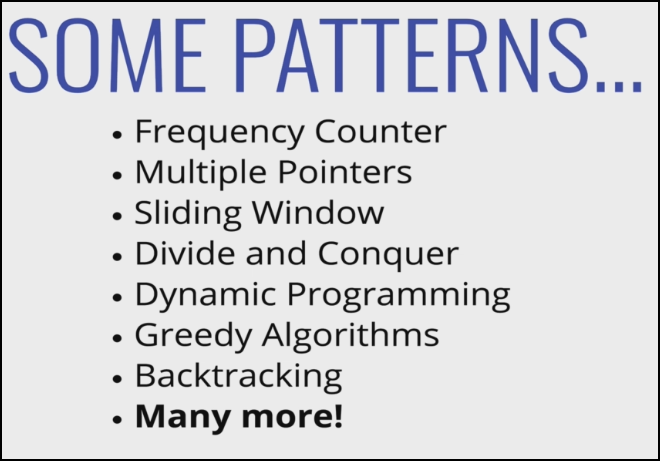 SOME PATTERNS...
• Frequency Counter
• Multiple Pointers
• Sliding Window
• Divide and Conquer
• Dynamic Programming
• Greedy Algorithms
• Backtracking
• Many more!